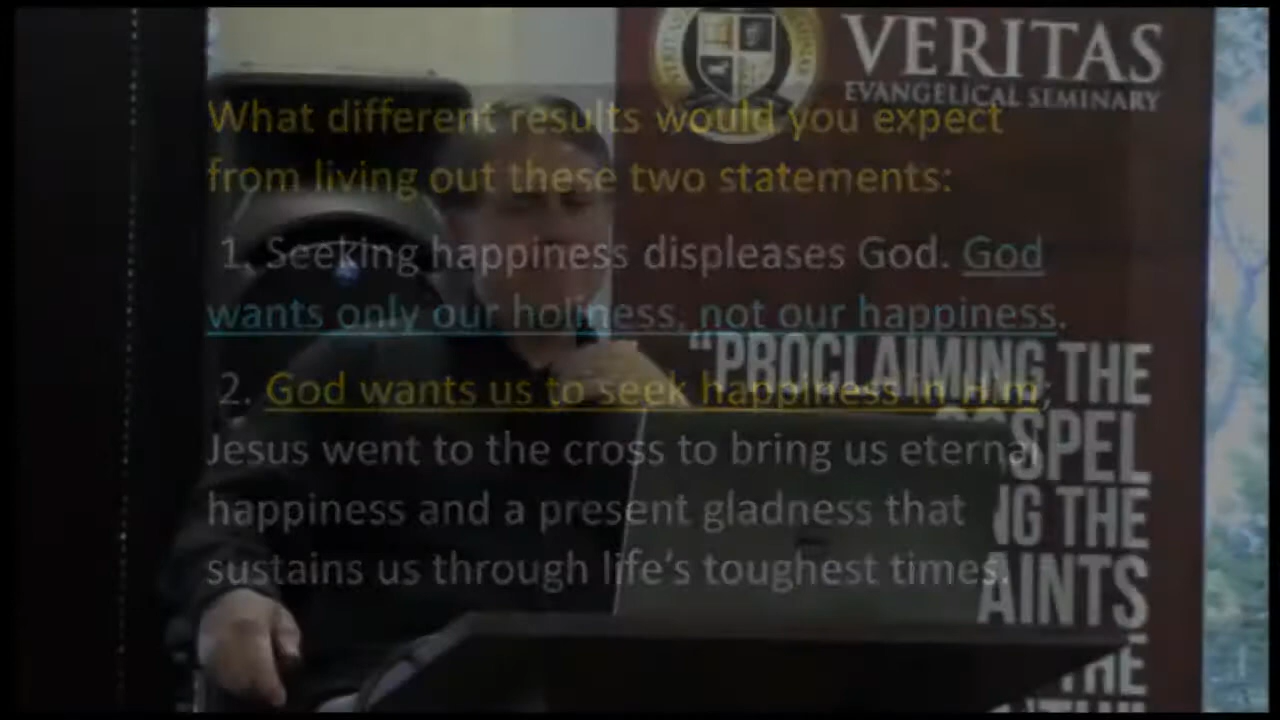 VERITAS
EVANGELICAL SEMINARY
What different results would you expect
from living out these two statements:
1. Seeking happiness displeases God. God
wants only our holiness, not our happiness.
2. God wants us to seek happiness in Him;
Jesus went to the cross to bring us eternal
happiness and a present gladness that
sustains us through life's toughest times.
"PROCLAIMING THE
SPEL
G THE
AINTS
THE